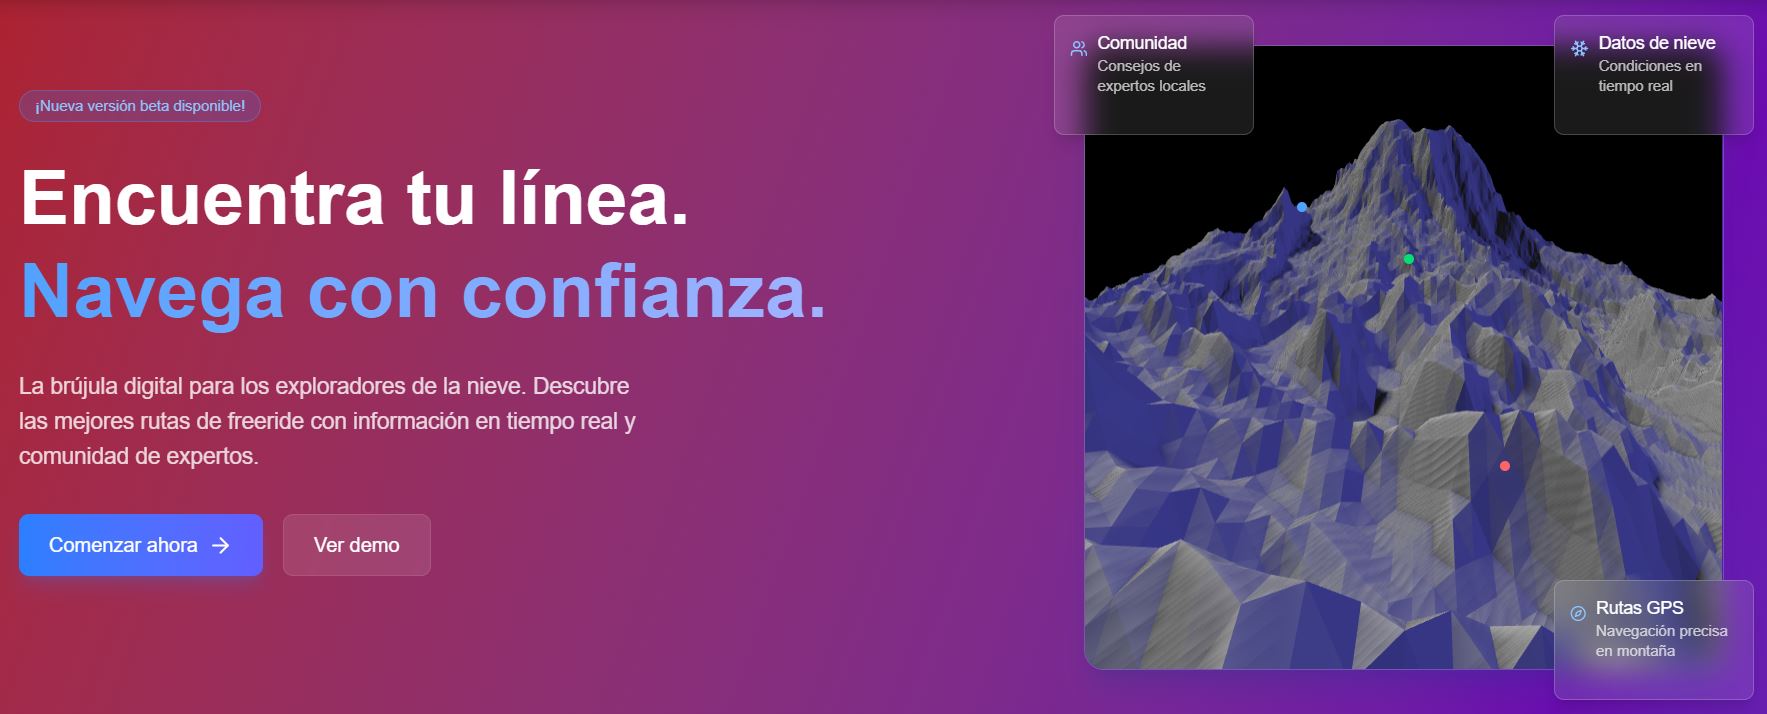 ¡Nueva versión beta disponible!
Encuentra tu línea.
Navega con confianza.
La brújula digital para los exploradores de la nieve. Descubre
las mejores rutas de freeride con información en tiempo real y
comunidad de expertos.
Comenzar ahora
Ver demo
Comunidad
Consejos de
expertos locales
Datos de nieve
Condiciones en
tiempo real
Rutas GPS
Navegación precisa
en montaña